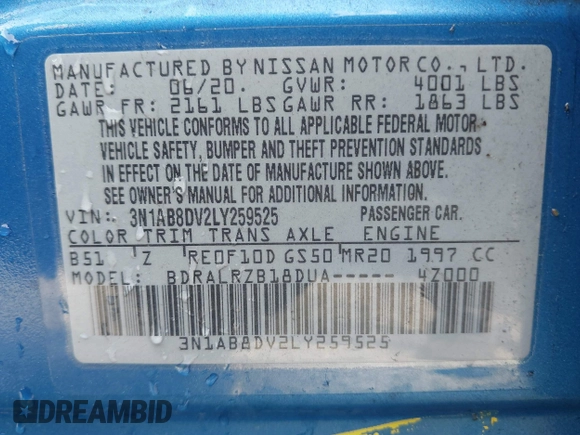 MANUFACTURED BY NISSAN MOTOR CO., LTD.
DATE: 06/20. GVWR: 4001 LBS
GAWR FR: 2161 LBS GAWR RR: 1863 LBS
THIS VEHICLE CONFORMS TO ALL APPLICABLE FEDERAL MOTOR
VEHICLE SAFETY, BUMPER AND THEFT PREVENTION STANDARDS
IN EFFECT ON THE DATE OF MANUFACTURE SHOWN ABOVE.
SEE OWNER'S MANUAL FOR ADDITIONAL INFORMATION.
VIN: 3N1AB8DV2LY259525 PASSENGER CAR.
COLOR TRIM TRANS AXLE ENGINE
B51 Z RE0F10D GS50 MR20 1997 CC
MODEL: BDRALRZB18DUA----- 4Z000
3N1AB8DV2LY259525
DREAMBID